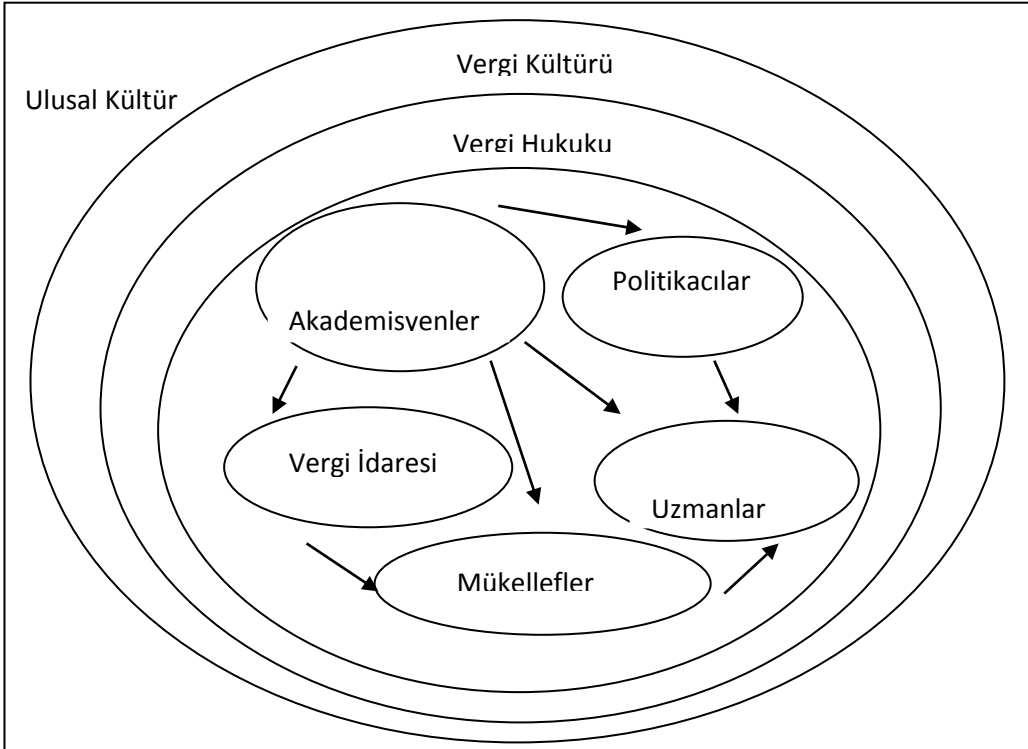 Vergi Kültürü
Ulusal Kültür
Vergi Hukuku
Politikacılar
Akademisyenler
Vergi İdaresi
Uzmanlar
Mükellefler